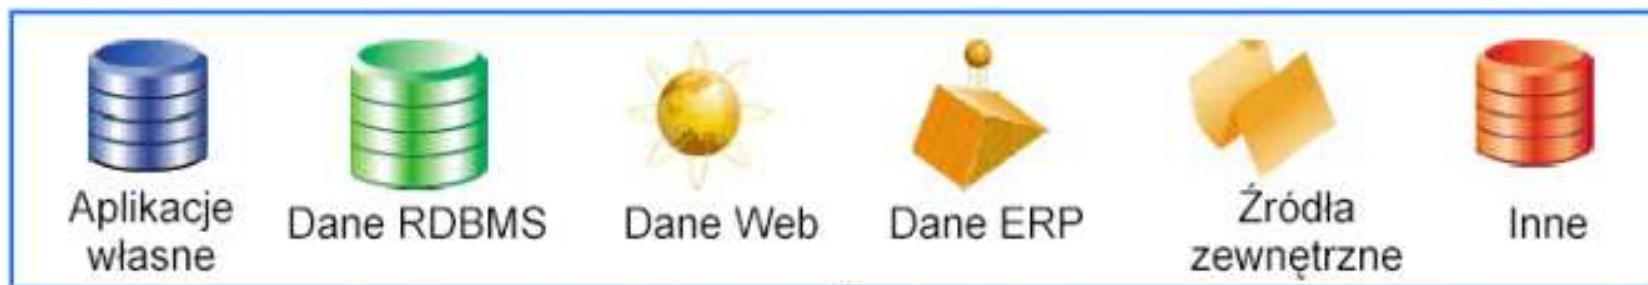 Aplikacje
własne
Dane RDBMS
Dane Web
Dane ERP
Źródła
zewnętrzne
Inne